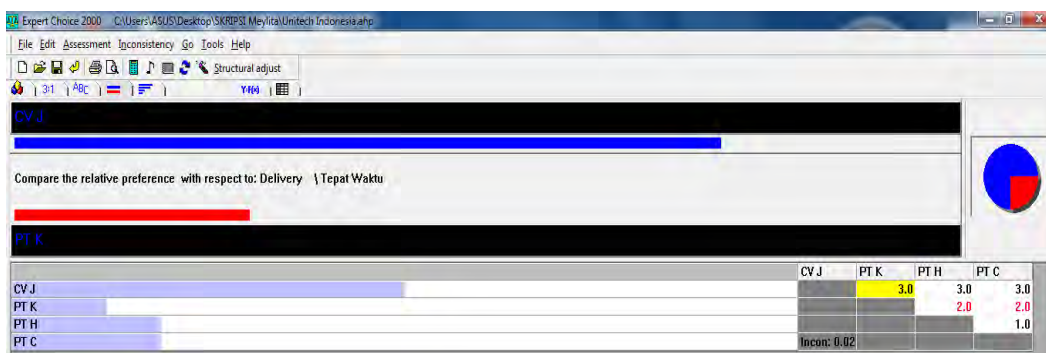 Expert Choice 2000 C:\Users\ASUS\Desktop\SKRIPSI Meylita\Unitech Indonesia.ahp
File Edit Assessment Inconsistency Go Tools Help
Structural adjust
3:1 ABC Y=f(x)
CV J
Compare the relative preference with respect to: Delivery \ Tepat Waktu
PT K
CV J PT K PT H PT C
CV J 3.0 3.0 3.0
PT K 2.0 2.0
PT H 1.0
PT C Incon: 0.02